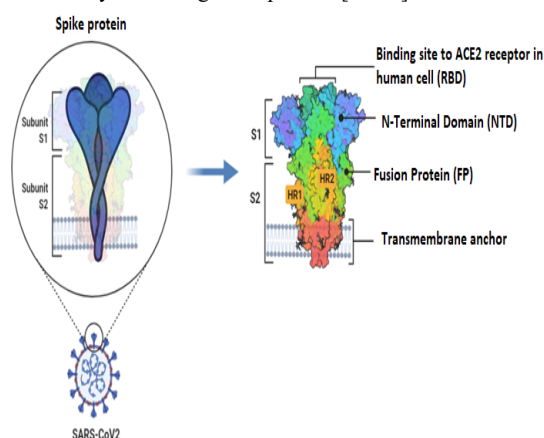 Spike protein
Subunit
S1
Subunit
S2
SARS-CoV2
Binding site to ACE2 receptor in
human cell (RBD)
S1
N-Terminal Domain (NTD)
S2
HR2
HR1
Fusion Protein (FP)
Transmembrane anchor